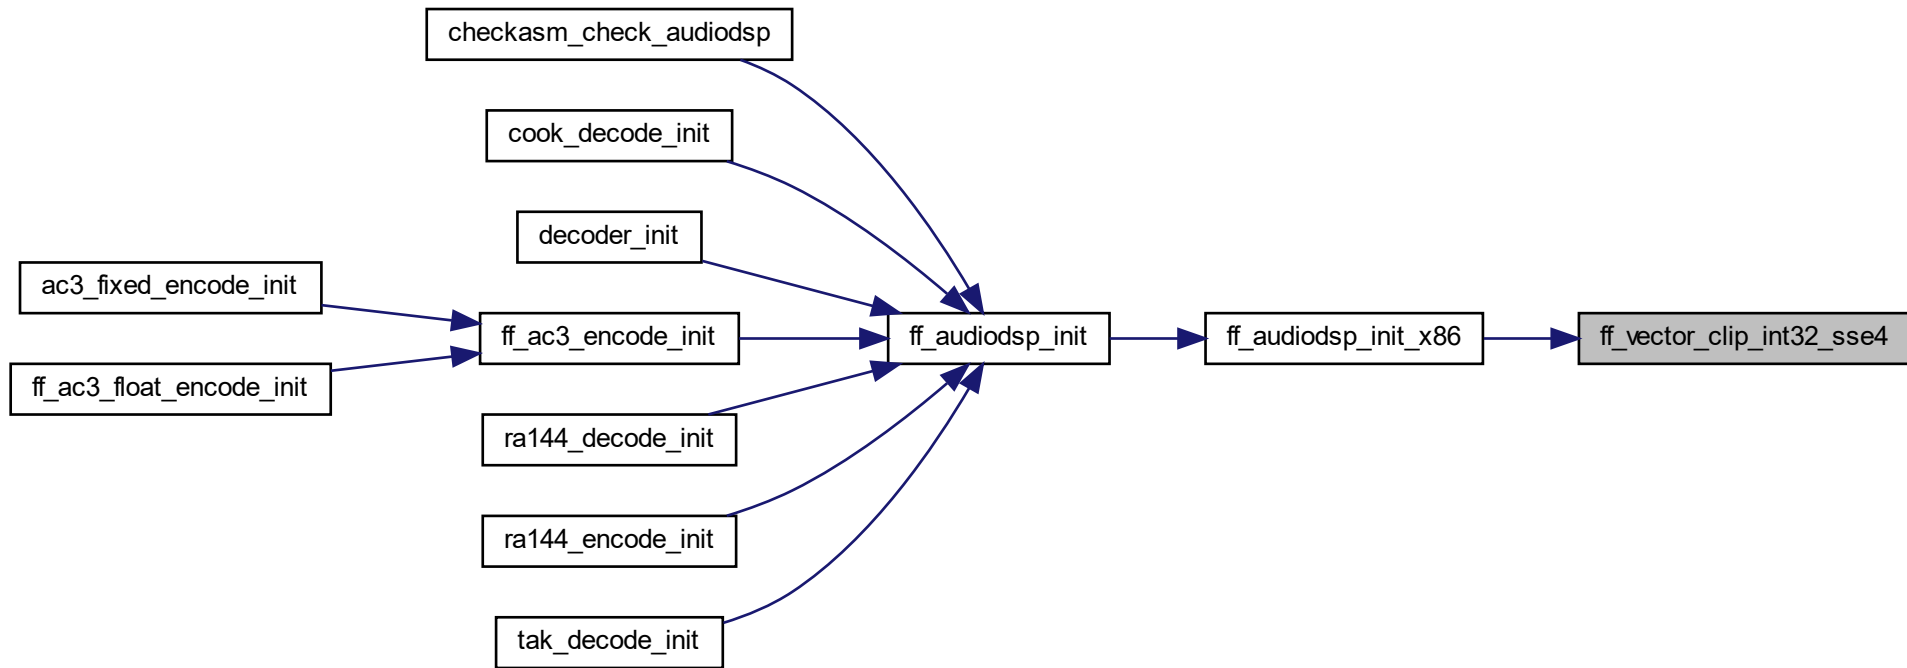 checkasm_check_audiodsp
cook_decode_init
decoder_init
ac3_fixed_encode_init
ff_ac3_encode_init
ff_audiodsp_init
ff_audiodsp_init_x86
ff_vector_clip_int32_sse4
ff_ac3_float_encode_init
ra144_decode_init
ra144_encode_init
tak_decode_init